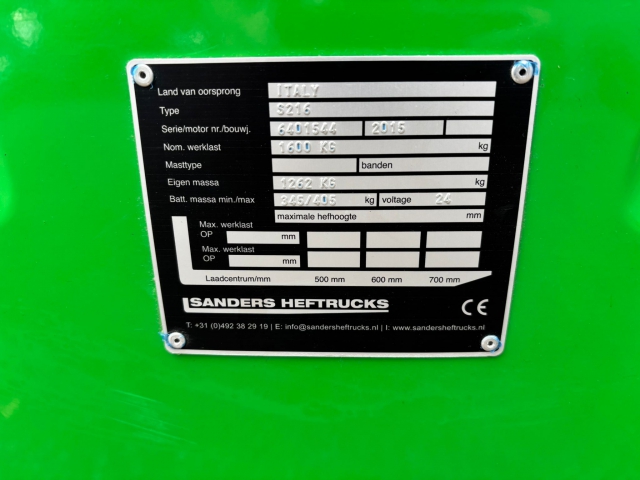 Land van oorsprong ITALY
Type S216
Serie/motor nr./bouwj. 6401544 2015
Nom. werklast 1600 KG kg
Masttype banden
Eigen massa 1262 KG kg
Batt. massa min./max 345/405 kg voltage 24
maximale hefhoogte mm
Max. werklast
OP mm
Max. werklast
OP mm
Laadcentrum/mm 500 mm 600 mm 700 mm
SANDERS HEFTRUCKS CE
T: +31 (0)492 38 29 19 | E: info@sandersheftrucks.nl | I: www.sandersheftrucks.nl